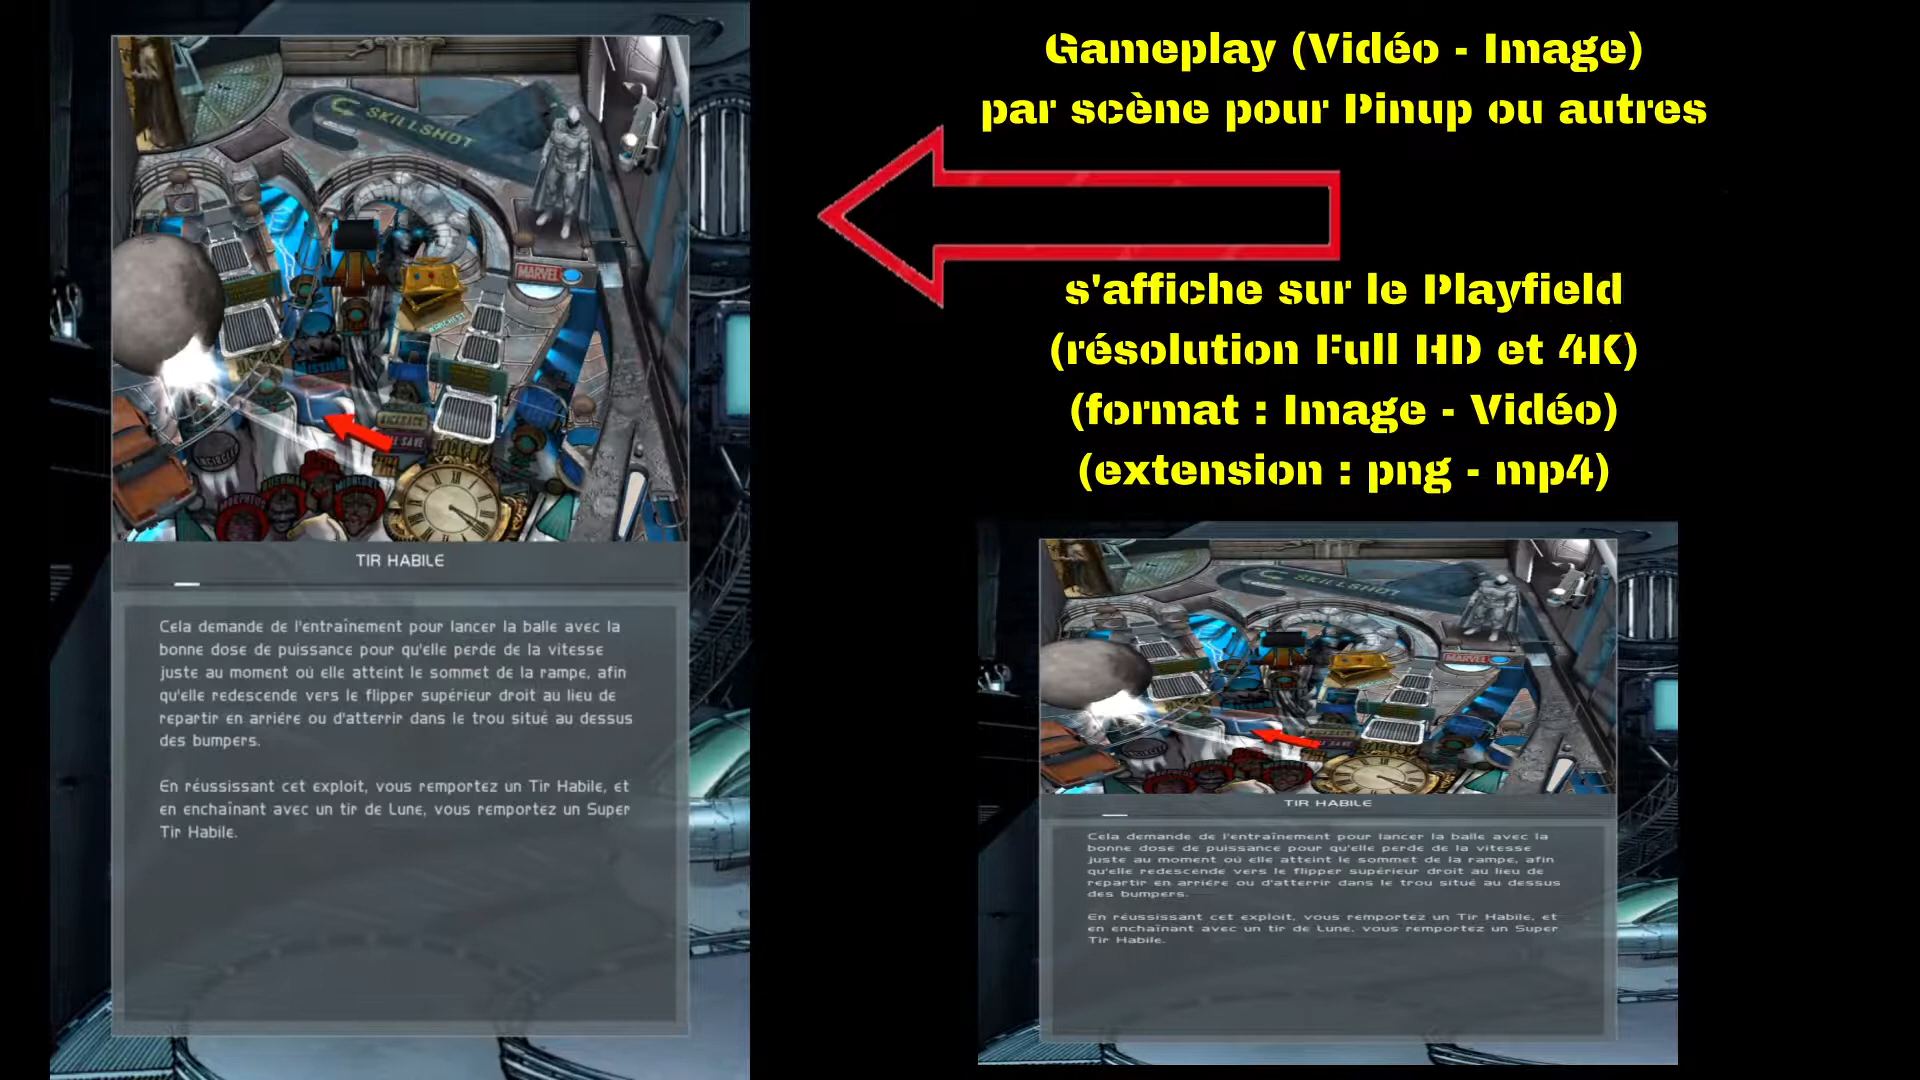 Gameplay (Vidéo - Image)
par scène pour Pinup ou autres
s'affiche sur le Playfield
(résolution Full HD et 4K)
(format : Image - Vidéo)
(extension : png - mp4)
SKILLSHOT
MARVEL
MISSION
KICKBACK
SAVE
JACKPOT
MORPHEUS
BUSHMAN
MIDNIGHT
TIR HABILE
Cela demande de l'entraînement pour lancer la balle avec la
bonne dose de puissance pour qu'elle perde de la vitesse
juste au moment où elle atteint le sommet de la rampe, afin
qu'elle redescende vers le flipper supérieur droit au lieu de
repartir en arrière ou d'atterrir dans le trou situé au dessus
des bumpers.
En réussissant cet exploit, vous remportez un Tir Habile, et
en enchaînant avec un tir de Lune, vous remportez un Super
Tir Habile.
SKILLSHOT
MARVEL
TIR HABILE
Cela demande de l'entraînement pour lancer la balle avec la
bonne dose de puissance pour qu'elle perde de la vitesse
juste au moment où elle atteint le sommet de la rampe, afin
qu'elle redescende vers le flipper supérieur droit au lieu de
repartir en arrière ou d'atterrir dans le trou situé au dessus
des bumpers.
En réussissant cet exploit, vous remportez un Tir Habile, et
en enchaînant avec un tir de Lune, vous remportez un Super
Tir Habile.